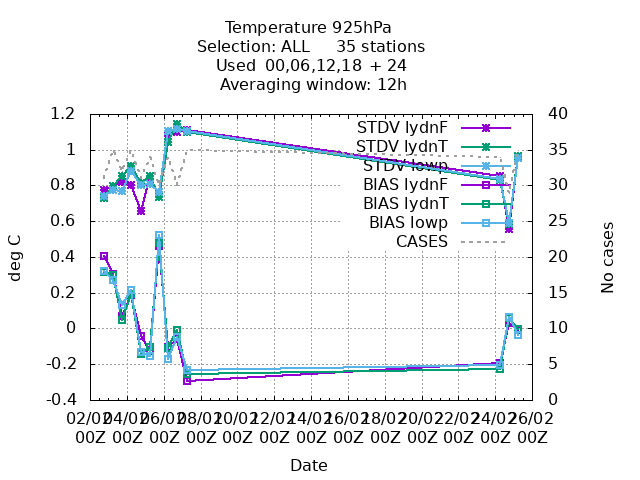 Temperature 925hPa
Selection: ALL 35 stations
Used 00,06,12,18 + 24
Averaging window: 12h
1.2
1
0.8
0.6
0.4
0.2
0
-0.2
-0.4
deg C
40
35
30
25
20
15
10
5
0
No cases
STDV lydnF
STDV lydnT
STDV lowp
BIAS lydnF
BIAS lydnT
BIAS lowp
CASES
02/02 04/02 06/02 08/02 10/02 12/02 14/02 16/02 18/02 20/02 22/02 24/02 26/02
00Z 00Z 00Z 00Z 00Z 00Z 00Z 00Z 00Z 00Z 00Z 00Z 00Z
Date